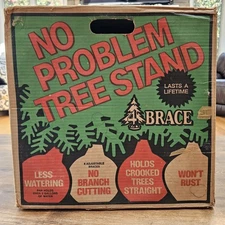 NO
PROBLEM
TREE STAND
LASTS A
LIFETIME
BRACE
LESS
WATERING
NO
BRANCH
CUTTING
HOLDS
CROOKED
TREES
STRAIGHT
WON'T
RUST